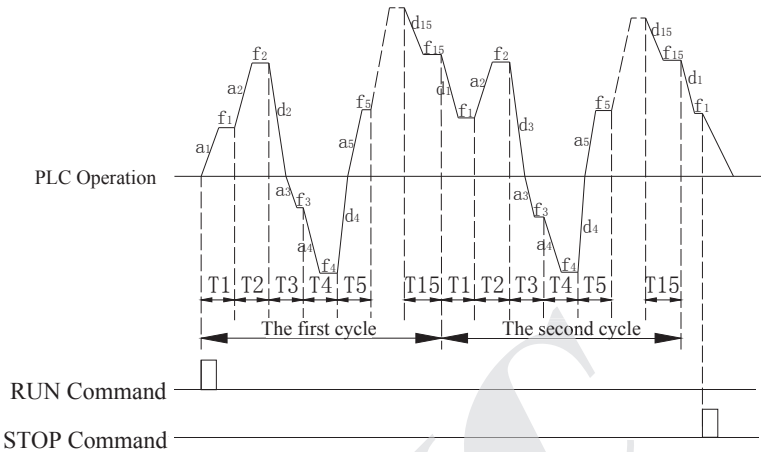 d15
f2
f15
f2
d15
f15
a2
d1
a2
d1
f1
d2
f5
f1
d3
f5
f1
a1
a5
a5
PLC Operation
a3
f3
a3
f3
a4
d4
a4
d4
f4
f4
T1 T2 T3 T4 T5 T15 T1 T2 T3 T4 T5 T15
The first cycle
The second cycle
RUN Command
STOP Command